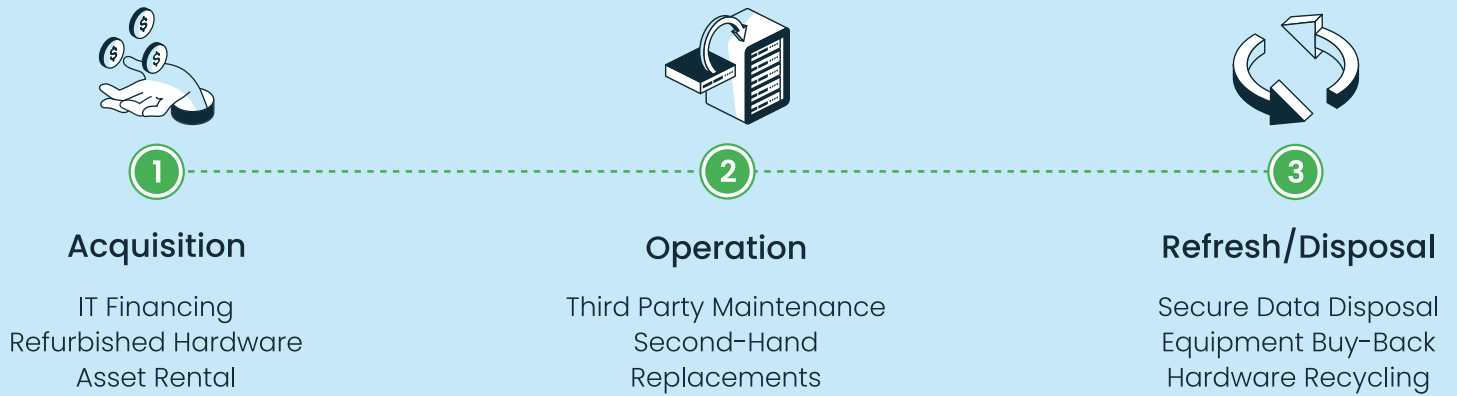 1
Acquisition
IT Financing
Refurbished Hardware
Asset Rental
2
Operation
Third Party Maintenance
Second-Hand
Replacements
3
Refresh/Disposal
Secure Data Disposal
Equipment Buy-Back
Hardware Recycling